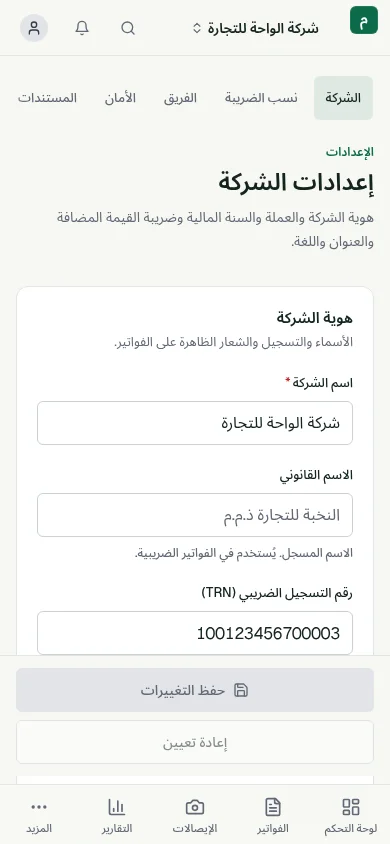 م
شركة الواحة للتجارة
الشركة
نسب الضريبة
الفريق
الأمان
المستندات
الإعدادات
إعدادات الشركة
هوية الشركة والعملة والسنة المالية وضريبة القيمة المضافة
والعنوان واللغة.
هوية الشركة
الأسماء والتسجيل والشعار الظاهرة على الفواتير.
اسم الشركة *
شركة الواحة للتجارة
الاسم القانوني
النخبة للتجارة ذ.م.م
الاسم المسجل. يُستخدم في الفواتير الضريبية.
رقم التسجيل الضريبي (TRN)
100123456700003
حفظ التغييرات
إعادة تعيين
لوحة التحكم
الفواتير
الإيصالات
التقارير
المزيد